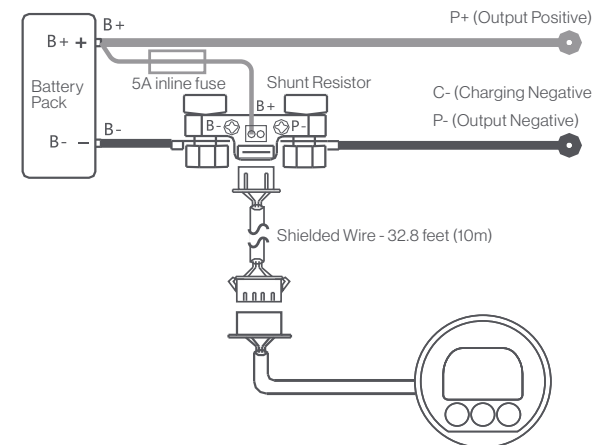 P+ (Output Positive)
B+
B+ +
5A inline fuse
Shunt Resistor
Battery
Pack
C- (Charging Negative
B+
B-
P-
P- (Output Negative)
B-
B- −
Shielded Wire - 32.8 feet (10m)